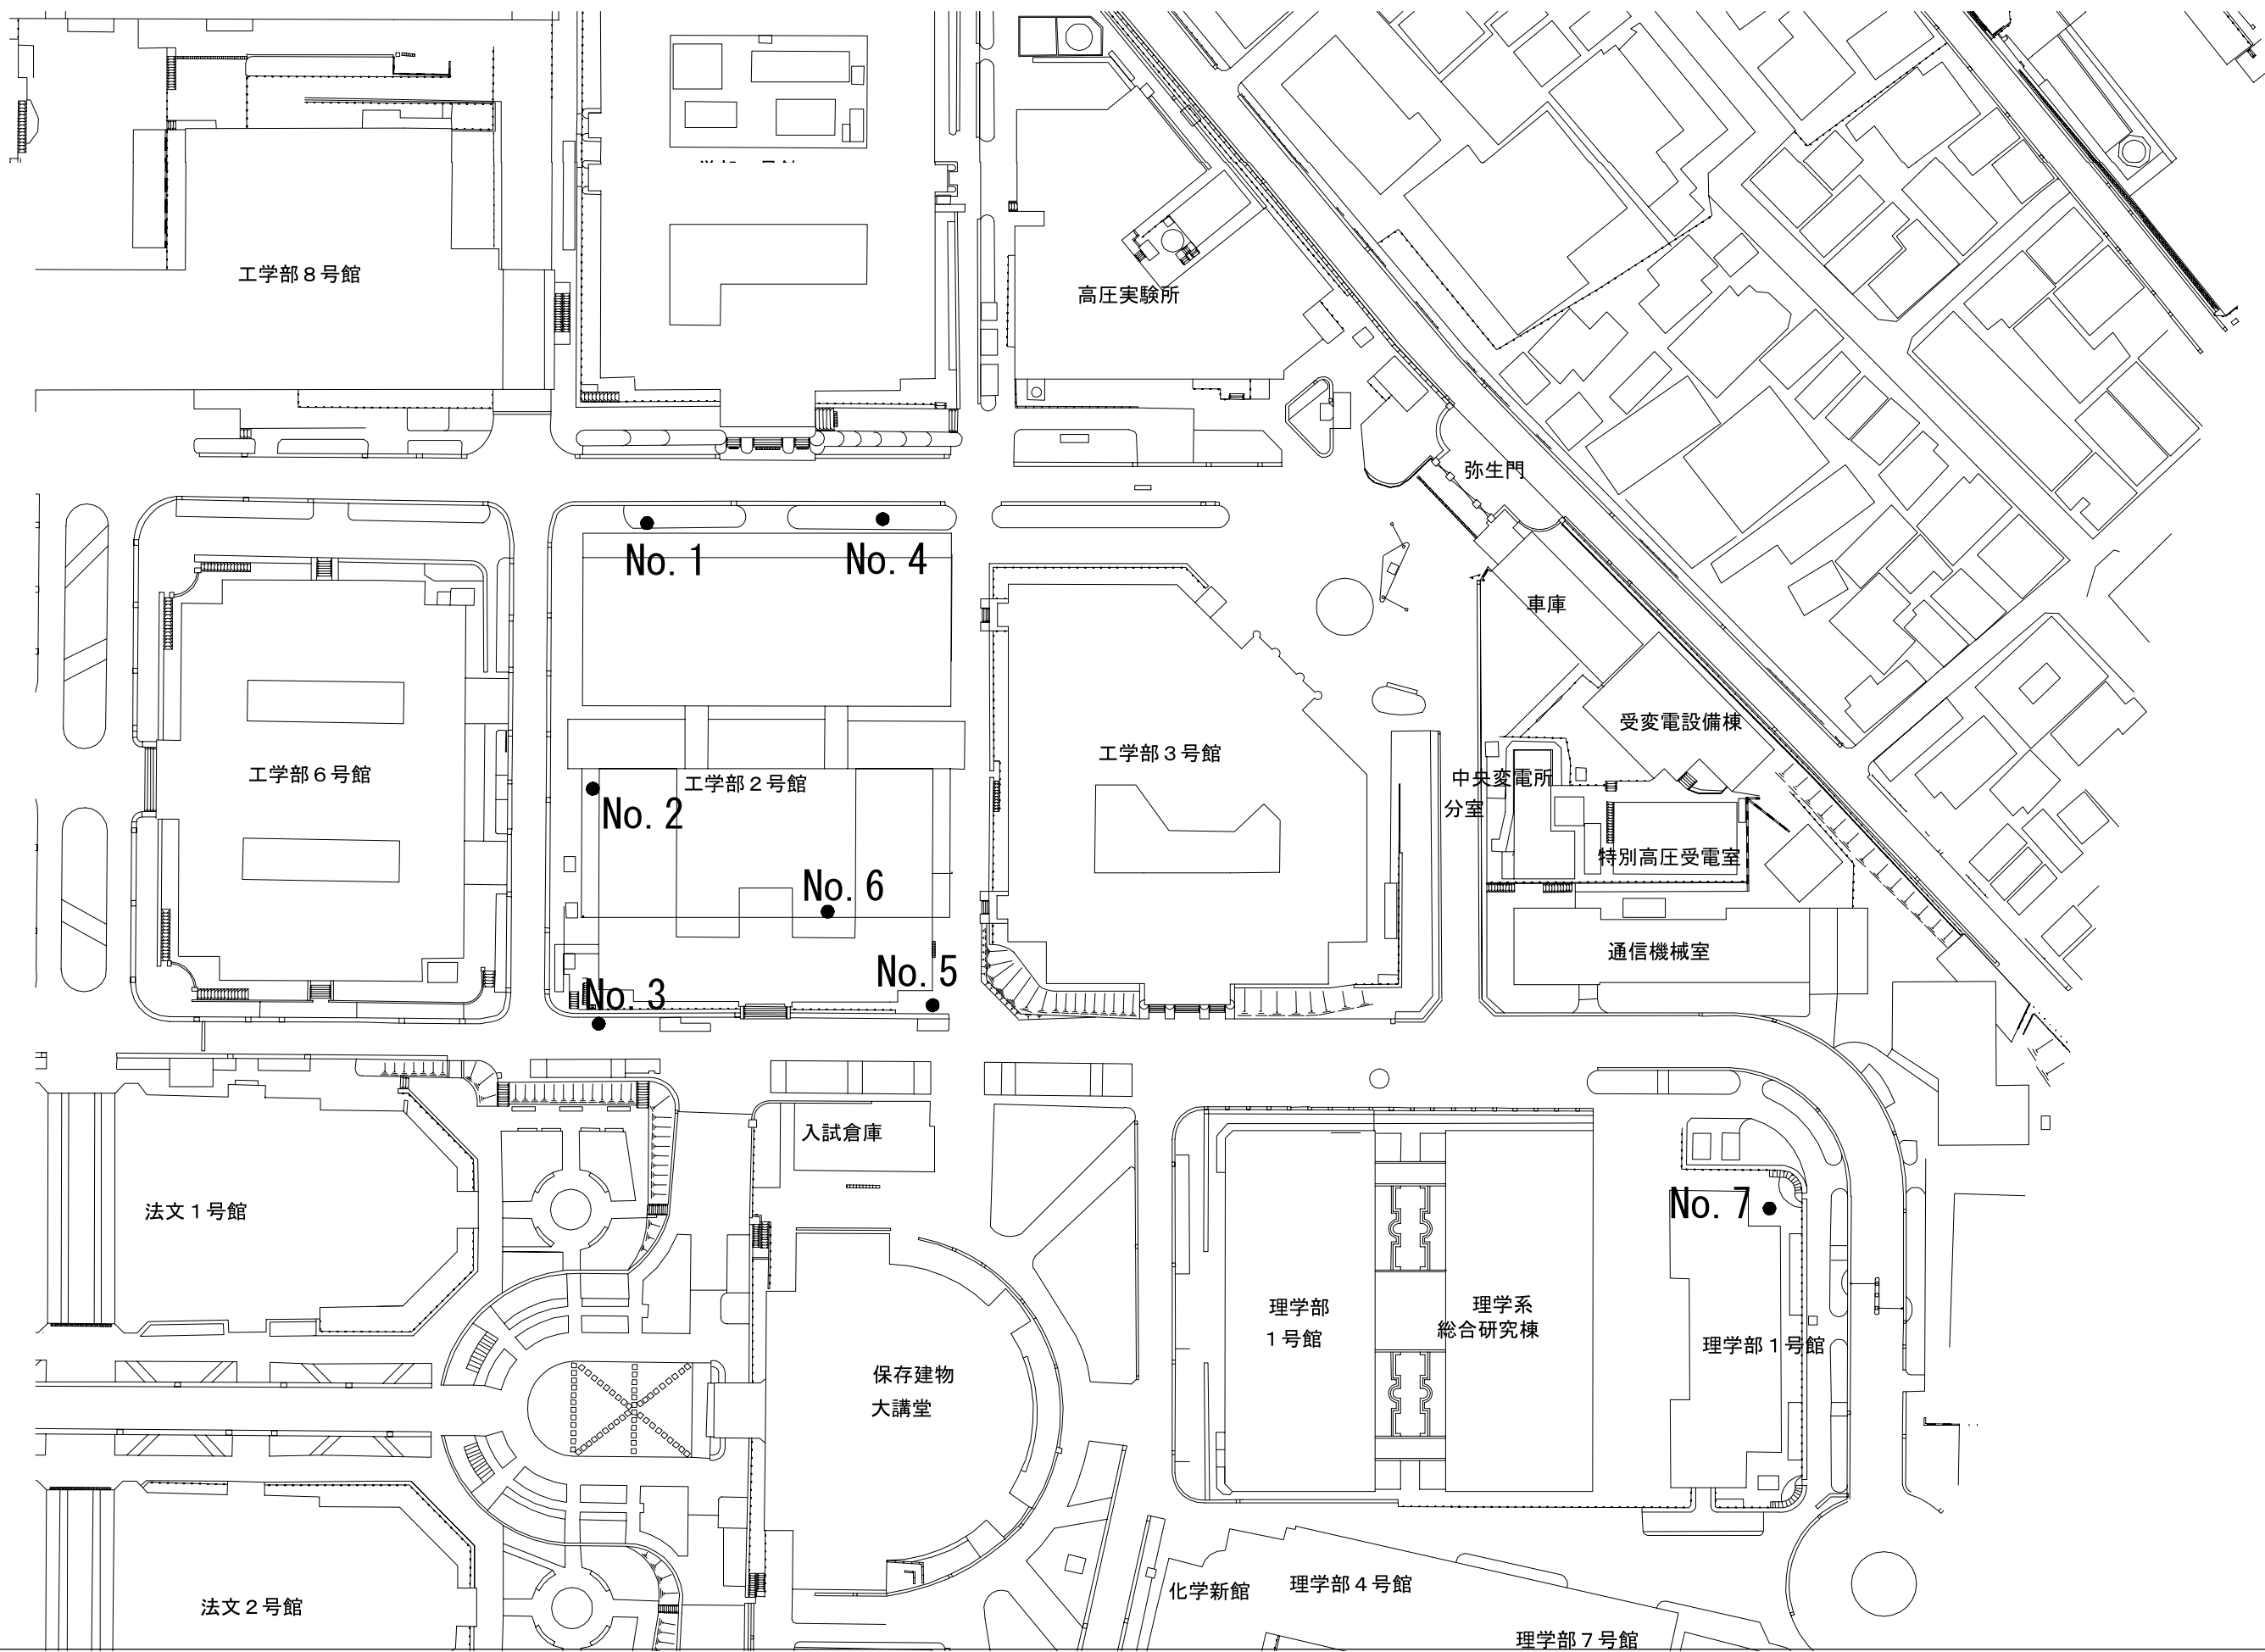 工学部８号館
高圧実験所
弥生門
No. 1
No. 4
車庫
受変電設備棟
工学部３号館
工学部６号館
工学部２号館
中央変電所
分室
No. 2
特別高圧受電室
No. 6
通信機械室
No. 5
No. 3
入試倉庫
法文１号館
No. 7
理学部
１号館
理学系
総合研究棟
理学部１号館
保存建物
大講堂
化学新館
理学部４号館
法文２号館
理学部７号館